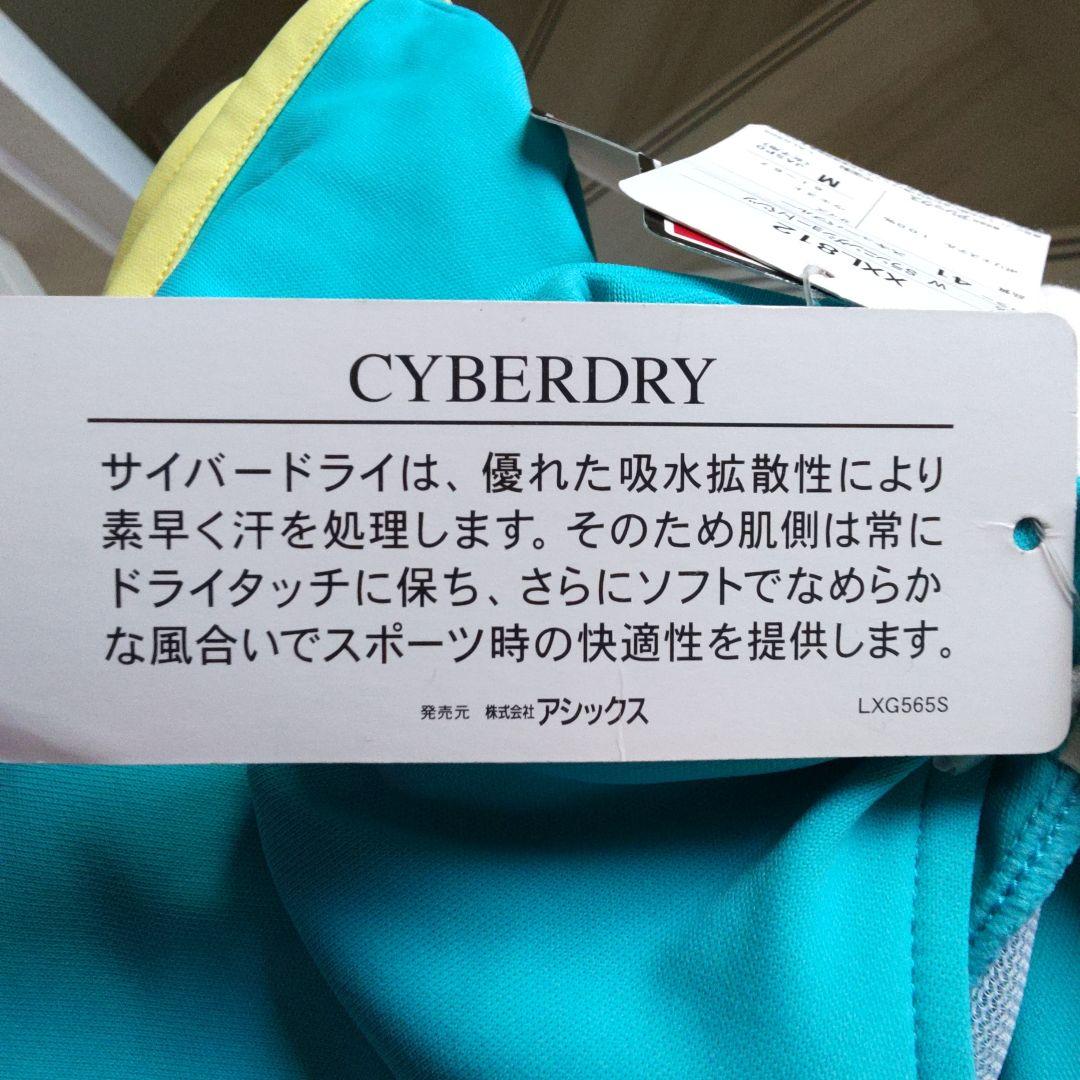 CYBERDRY
サイバードライは、優れた吸水拡散性により
素早く汗を処理します。そのため肌側は常に
ドライタッチに保ち、さらにソフトでなめらか
な風合いでスポーツ時の快適性を提供します。
発売元 株式会社アシックス
LXG565S
XXL812
41
M